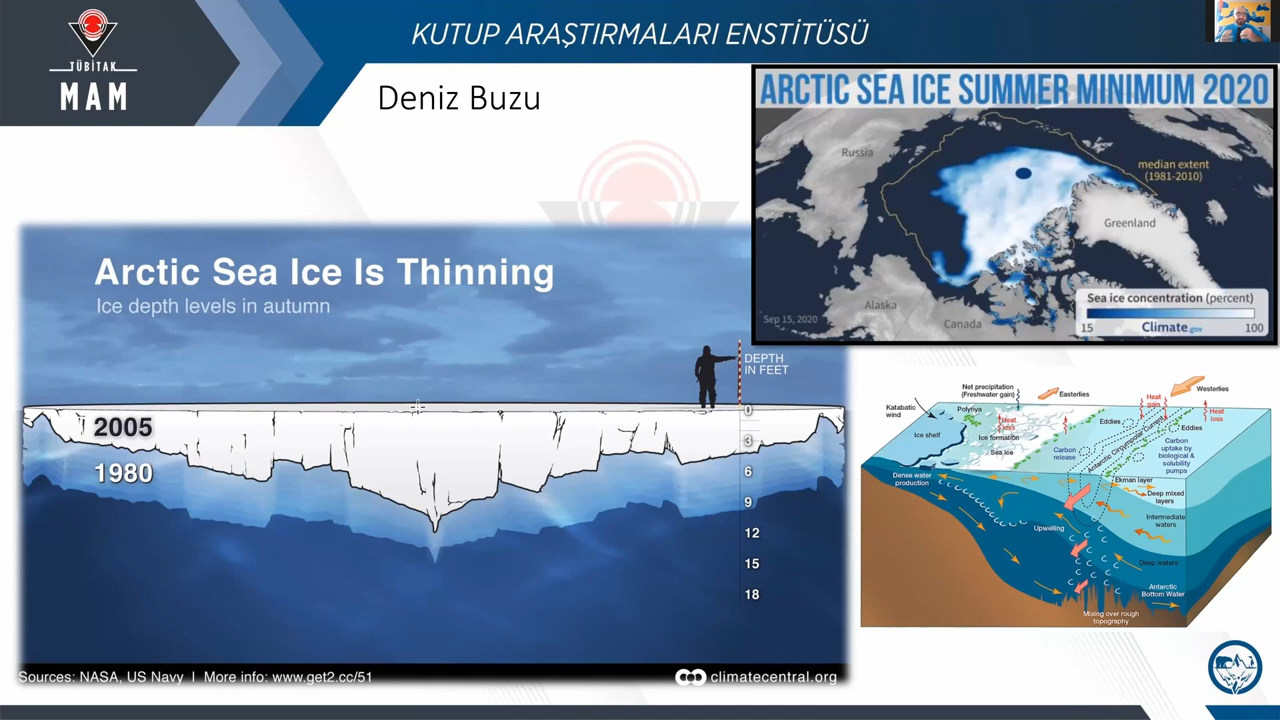 TÜBİTAK
MAM
KUTUP ARAŞTIRMALARI ENSTİTÜSÜ
Deniz Buzu
ARCTIC SEA ICE SUMMER MINIMUM 2020
Russia
median extent
(1981-2010)
Greenland
Alaska
Canada
Sep 15, 2020
Sea ice concentration (percent)
15
Climate.gov
100
Arctic Sea Ice Is Thinning
Ice depth levels in autumn
DEPTH
IN FEET
0
3
6
9
12
15
18
2005
1980
Sources: NASA, US Navy I More info: www.get2.cc/51
climatecentral.org
Net precipitation
(Freshwater gain)
Easterlies
Westerlies
Katabatic
wind
Polynya
Heat
loss
Heat
gain
Heat
loss
Ice shelf
Ice formation
Sea ice
Eddies
Eddies
Antarctic Circumpolar Current
Carbon
release
Carbon
uptake by
biological &
solubility
pumps
Dense water
production
Ekman layer
Deep mixed
layers
Intermediate
waters
Upwelling
Deep waters
Antarctic
Bottom Water
Mixing over rough
topography